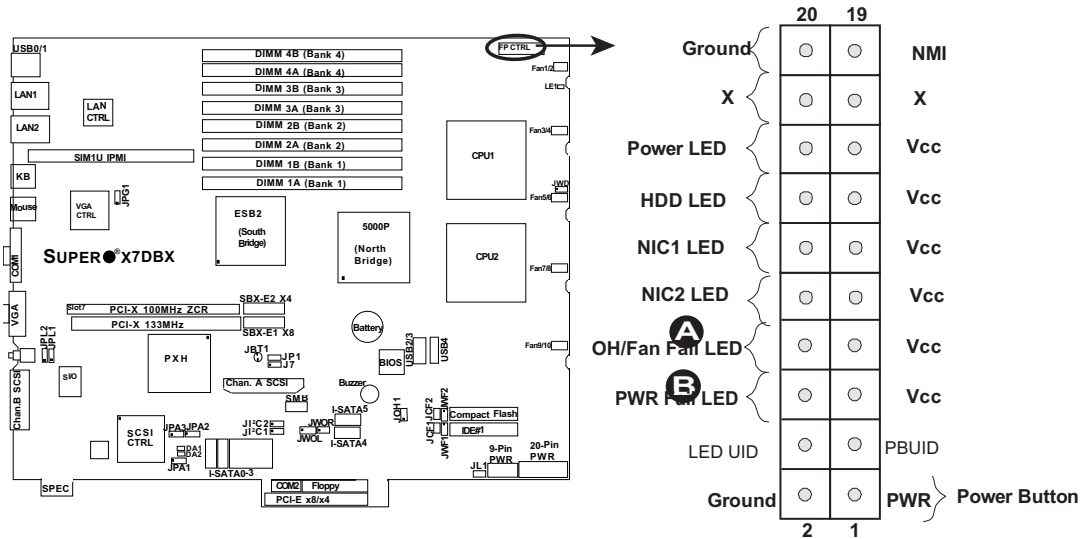 USB0/1
LAN1
LAN2
KB
Mouse
COM1
VGA
Chan.B SCSI
LAN CTRL
SIM1U IPMI
VGA CTRL
JPG1
DIMM 4B (Bank 4)
DIMM 4A (Bank 4)
DIMM 3B (Bank 3)
DIMM 3A (Bank 3)
DIMM 2B (Bank 2)
DIMM 2A (Bank 2)
DIMM 1B (Bank 1)
DIMM 1A (Bank 1)
FP CTRL
Fan1/2
LE1
Fan3/4
JWD
Fan5/6
Fan7/8
Fan9/10
CPU1
CPU2
ESB2
(South
Bridge)
5000P
(North
Bridge)
SUPER ® X7DBX
Slot7
PCI-X 100MHz ZCR
PCI-X 133MHz
SBX-E2 X4
SBX-E1 X8
JPL2
JPL1
SIO
PXH
JBT1
JP1
J7
Battery
BIOS
USB2/3
USB4
Chan. A SCSI
Buzzer
SMB
I-SATA5
I-SATA4
JOH1
JCF2
JWF2
JCF1
JWF1
Compact Flash
IDE#1
SCSI
CTRL
JPA3
JPA2
DA1
DA2
JPA1
JI²C2
JI²C1
JWOR
JWOL
I-SATA0-3
9-Pin
PWR
20-Pin
PWR
JL1
SPEC
COM2
Floppy
PCI-E x8/x4
20 19
Ground NMI
X X
Power LED Vcc
HDD LED Vcc
NIC1 LED Vcc
NIC2 LED Vcc
A
OH/Fan Fail LED Vcc
B
PWR Fail LED Vcc
LED UID PBUID
Ground PWR Power Button
2 1